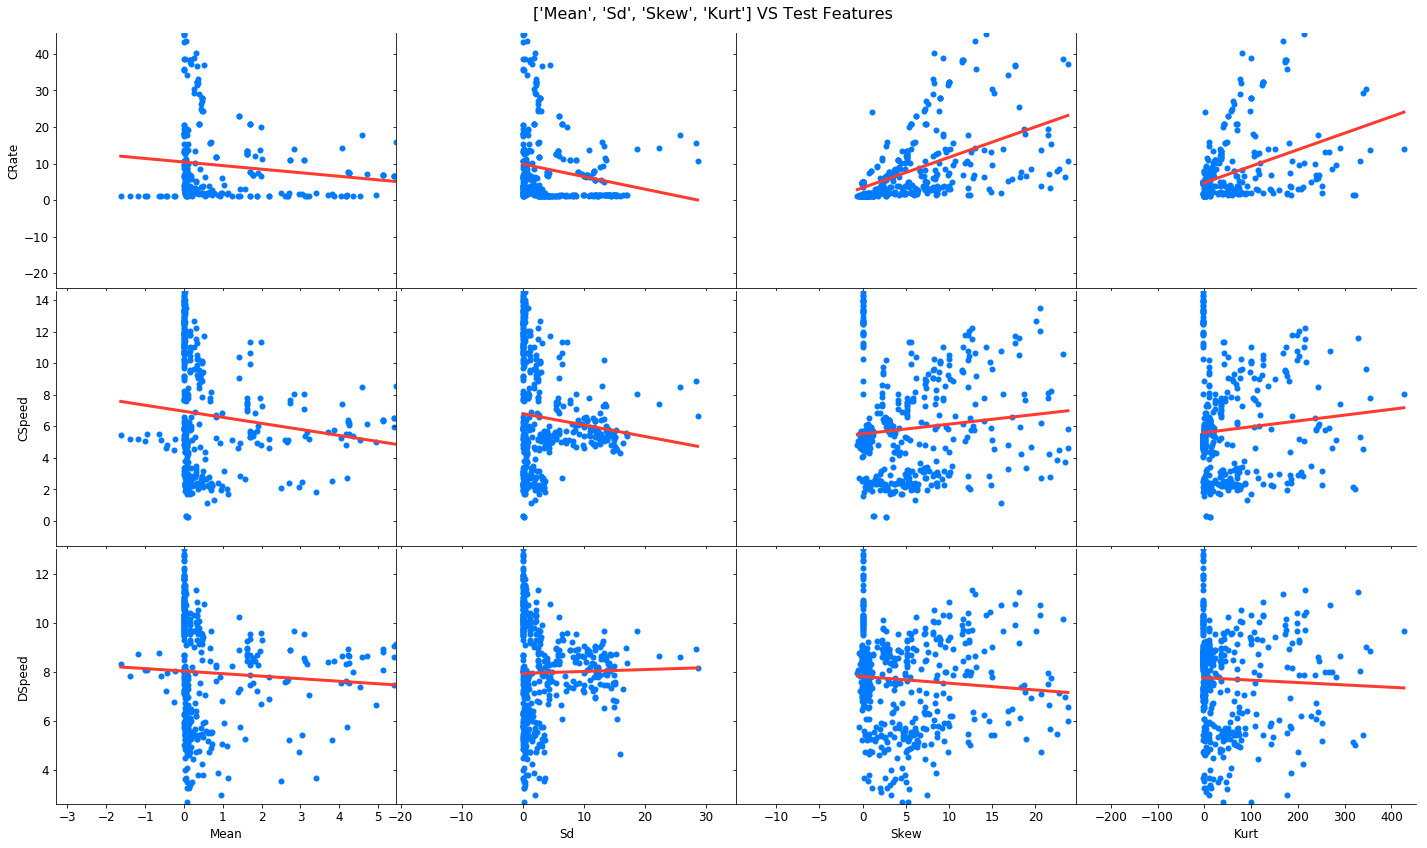 ['Mean', 'Sd', 'Skew', 'Kurt'] VS Test Features
40
30
20
10
0
−10
−20
CRate
14
12
10
8
6
4
2
0
CSpeed
12
10
8
6
4
DSpeed
−3 −2 −1 0 1 2 3 4 5
−20 −10 0 10 20 30
−10 −5 0 5 10 15 20
−200 −100 0 100 200 300 400
Mean Sd Skew Kurt